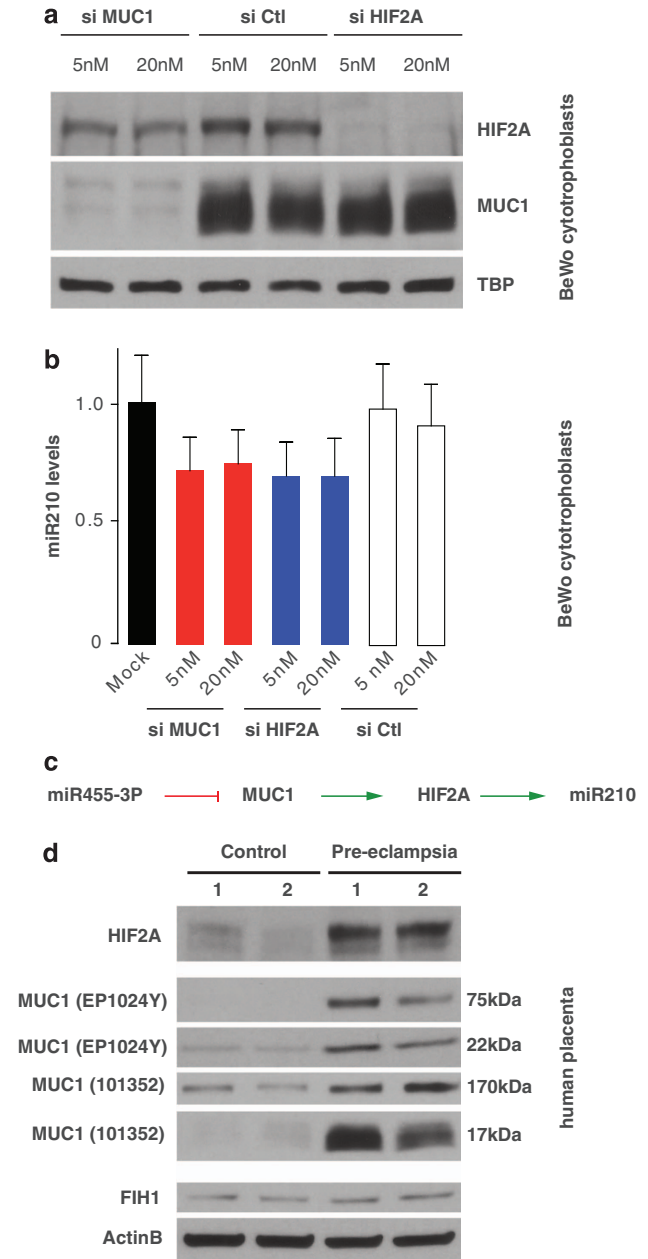 a
si MUC1 si Ctl si HIF2A
5nM 20nM 5nM 20nM 5nM 20nM
HIF2A
MUC1
TBP
BeWo cytotrophoblasts
b
miR210 levels
1.0
0.5
0
Mock 5nM 20nM 5nM 20nM 5 nM 20nM
si MUC1 si HIF2A si Ctl
BeWo cytotrophoblasts
c
miR455-3P MUC1 HIF2A miR210
d
Control Pre-eclampsia
1 2 1 2
HIF2A
MUC1 (EP1024Y) 75kDa
MUC1 (EP1024Y) 22kDa
MUC1 (101352) 170kDa
MUC1 (101352) 17kDa
FIH1
ActinB
human placenta